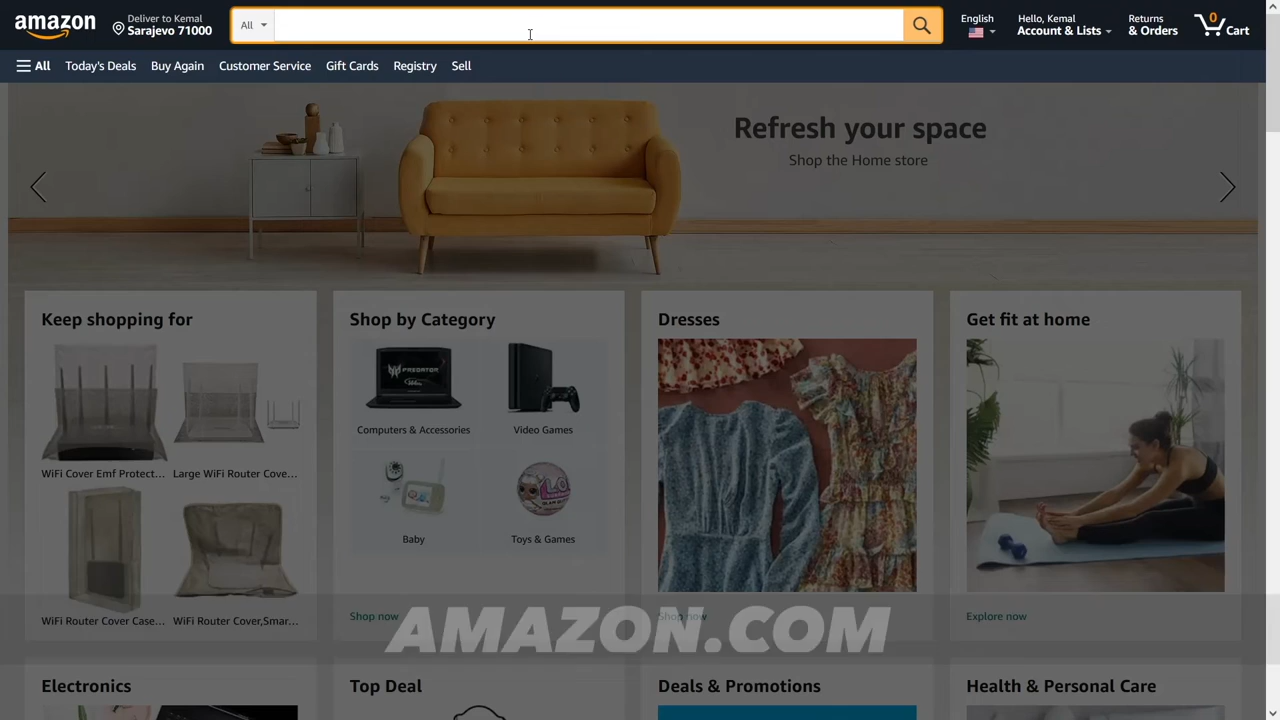 amazon
Deliver to Kemal
Sarajevo 71000
All
English
Hello, Kemal
Account & Lists
Returns
& Orders
0
Cart
All
Today's Deals
Buy Again
Customer Service
Gift Cards
Registry
Sell
Refresh your space
Shop the Home store
Keep shopping for
WiFi Cover Emf Protect...
Large WiFi Router Cove...
WiFi Router Cover Case...
WiFi Router Cover,Smar...
Shop by Category
PREDATOR
Computers & Accessories
Video Games
Baby
Toys & Games
Shop now
Dresses
Shop now
Get fit at home
Explore now
AMAZON.COM
Electronics
Top Deal
Deals & Promotions
Health & Personal Care